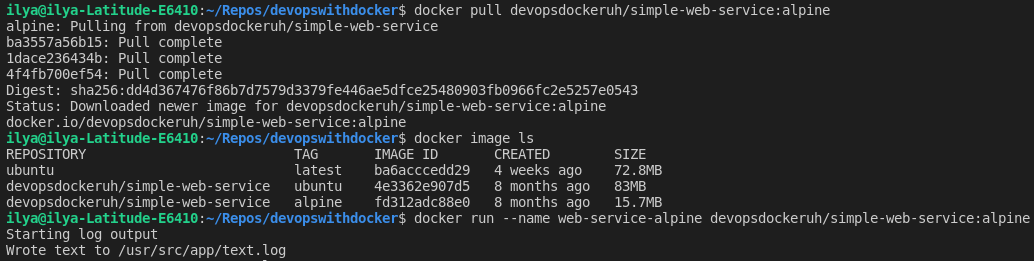 ilya@ilya-Latitude-E6410:~/Repos/devopswithdocker$ docker pull devopsdockeruh/simple-web-service:alpine
alpine: Pulling from devopsdockeruh/simple-web-service
ba3557a56b15: Pull complete
1dace236434b: Pull complete
4f4fb700ef54: Pull complete
Digest: sha256:dd4d367476f86b7d7579d3379fe446ae5dfce25480903fb0966fc2e5257e0543
Status: Downloaded newer image for devopsdockeruh/simple-web-service:alpine
docker.io/devopsdockeruh/simple-web-service:alpine
ilya@ilya-Latitude-E6410:~/Repos/devopswithdocker$ docker image ls
REPOSITORY                          TAG       IMAGE ID       CREATED        SIZE
ubuntu                              latest    ba6acccedd29   4 weeks ago    72.8MB
devopsdockeruh/simple-web-service   ubuntu    4e3362e907d5   8 months ago   83MB
devopsdockeruh/simple-web-service   alpine    fd312adc88e0   8 months ago   15.7MB
ilya@ilya-Latitude-E6410:~/Repos/devopswithdocker$ docker run --name web-service-alpine devopsdockeruh/simple-web-service:alpine
Starting log output
Wrote text to /usr/src/app/text.log